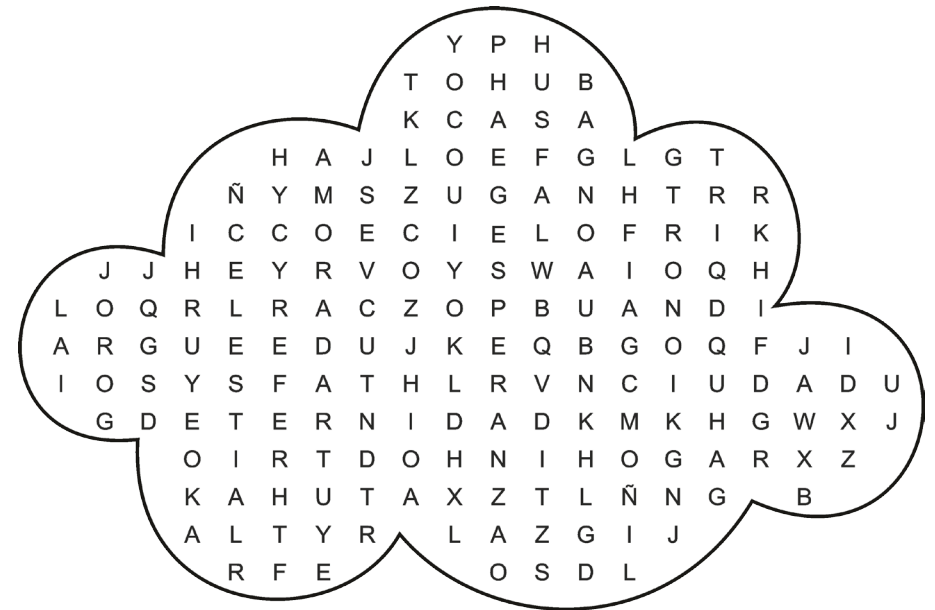 Y P H
T O H U B
K C A S A
H A J L O E F G L G T
Ñ Y M S Z U G A N H T R R
I C C O E C I E L O F R I K
J J H E Y R V O Y S W A I O Q H
L O Q R L R A C Z O P B U A N D I
A R G U E E D U J K E Q B G O Q F J I
I O S Y S F A T H L R V N C I U D A D U
G D E T E R N I D A D K M K H G W X J
O I R T D O H N I H O G A R X Z
K A H U T A X Z T L Ñ N G B
A L T Y R L A Z G I J
R F E O S D L